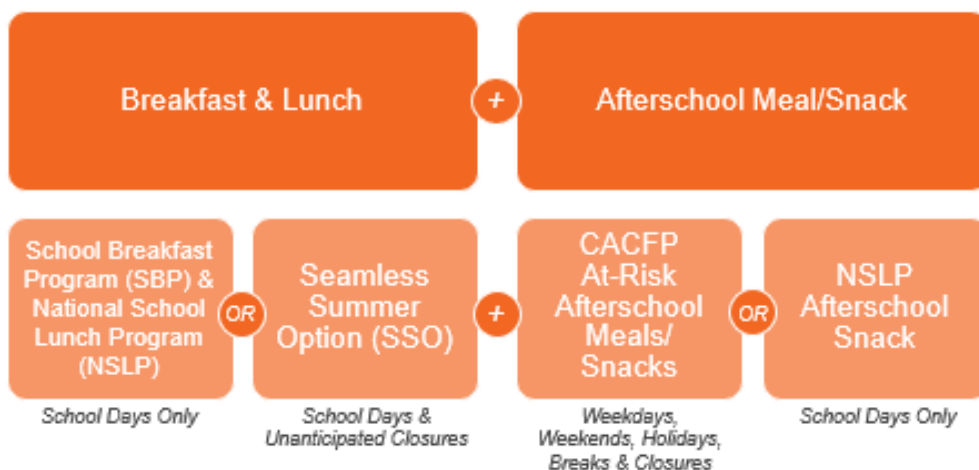 Breakfast & Lunch
+
Afterschool Meal/Snack
School Breakfast
Program (SBP) &
National School
Lunch Program
(NSLP)
OR
Seamless
Summer
Option (SSO)
+
CACFP
At-Risk
Afterschool
Meals/
Snacks
OR
NSLP
Afterschool
Snack
School Days Only
School Days &
Unanticipated Closures
Weekdays,
Weekends, Holidays,
Breaks & Closures
School Days Only